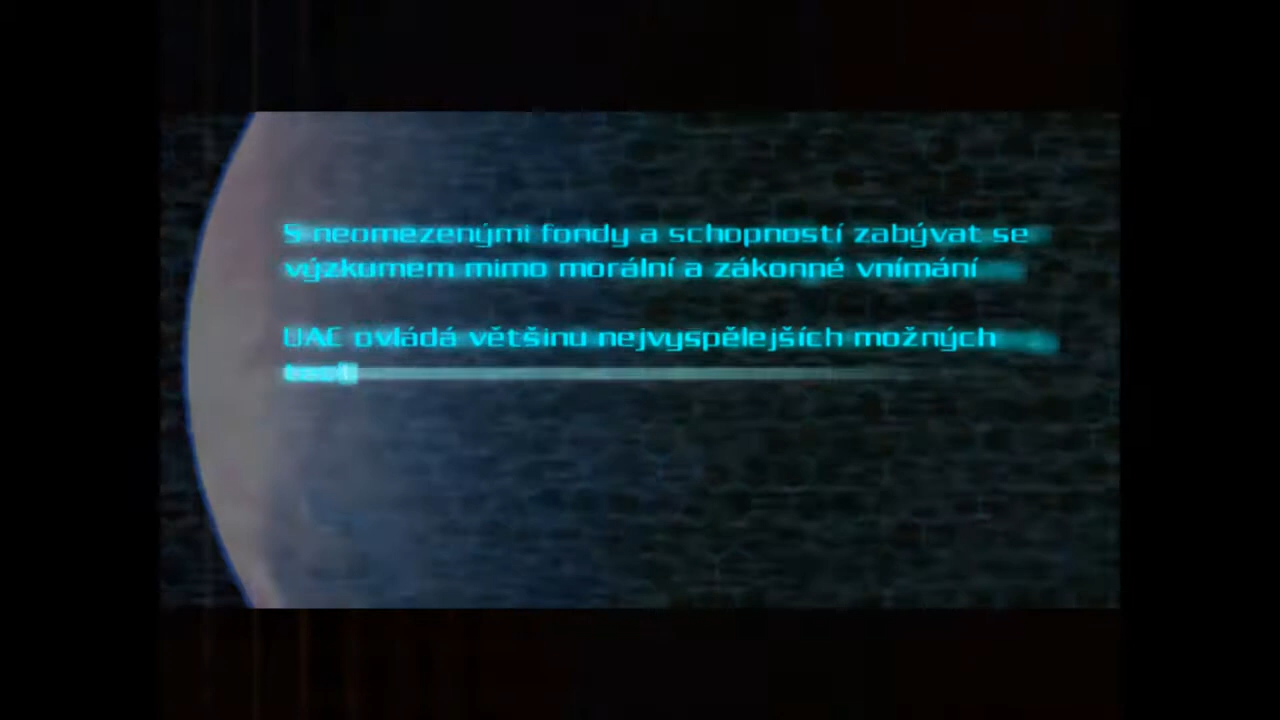 S neomezenými fondy a schopností zabývat se
výzkumem mimo morální a zákonné vnímání
UAC ovládá většinu nejvyspělejších možných